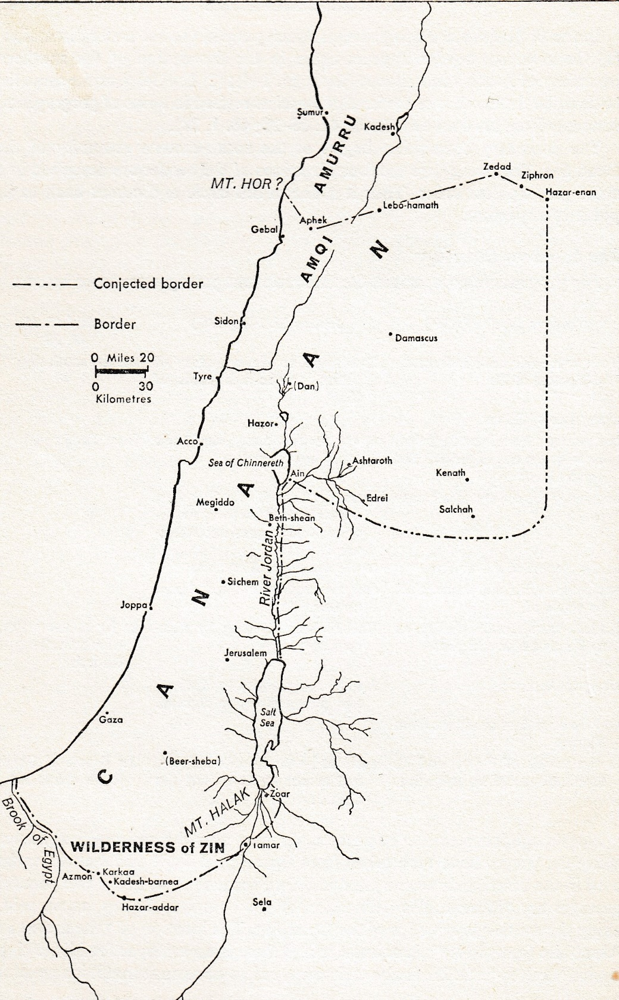 Sumur
Kadesh
AMURRU
Zedad
Ziphron
MT. HOR ?
Hazar-enan
Lebo-hamath
Aphek
Gebal
AMQI
N
Conjected border
Sidon
Border
Damascus
0 Miles 20
A
Tyre
0 30
Kilometres
(Dan)
Hazor
Acco
Sea of Chinnereth
Ashtaroth
Ain
Kenath
A
Megiddo
Edrei
Salchah
Beth-shean
River Jordan
Sichem
N
Joppa
Jerusalem
A
Salt
Sea
Gaza
(Beer-sheba)
C
Zoar
Brook of Egypt
MT. HALAK
WILDERNESS of ZIN
Tamar
Azmon
Karkaa
Kadesh-barnea
Hazar-addar
Sela